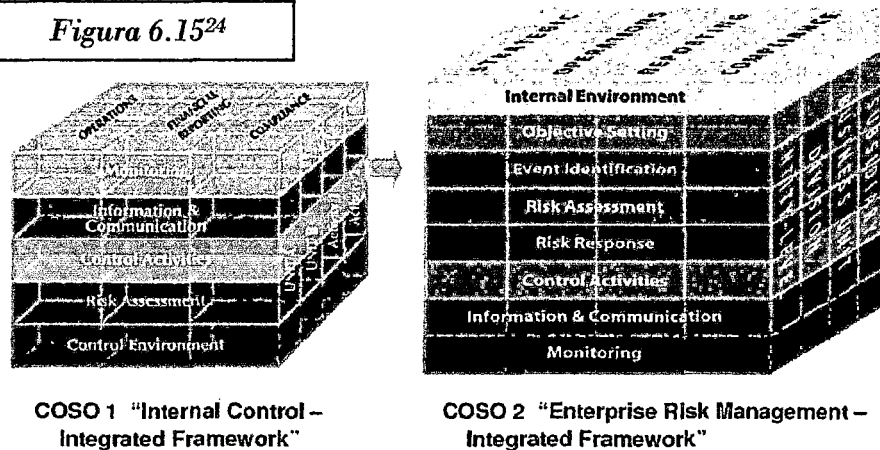 Figura 6.15²⁴
OPERATIONS
FINANCIAL
REPORTING
COMPLIANCE
Monitoring
Information &
Communication
Control Activities
Risk Assessment
Control Environment
UNIT A
UNIT B
STRATEGIC
OPERATIONS
REPORTING
COMPLIANCE
Internal Environment
Objective Setting
Event Identification
Risk Assessment
Risk Response
Control Activities
Information & Communication
Monitoring
DIVISION
BUSINESS UNIT
SUBSIDIARY
COSO 1 "Internal Control –
Integrated Framework"
COSO 2 "Enterprise Risk Management –
Integrated Framework"